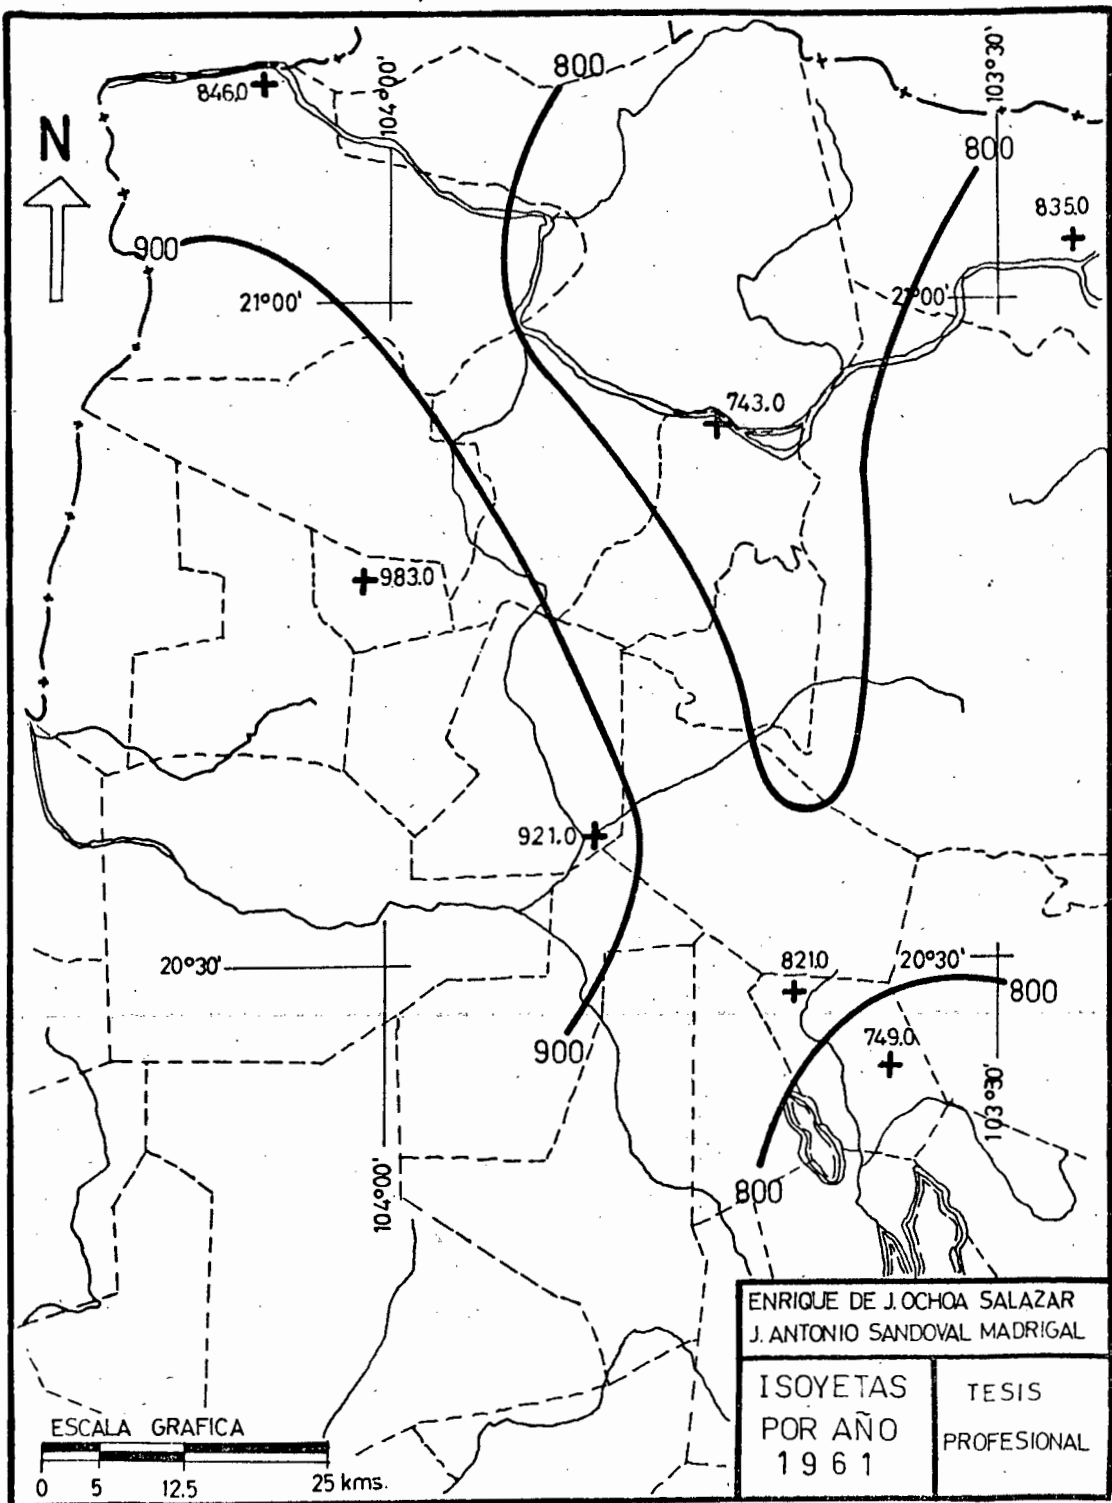 800
103°30'
846.0
104°00'
N
800
835.0
900
21°00'
21°00'
743.0
983.0
921.0
20°30'
821.0
20°30'
800
749.0
900
103°30'
104°00'
800
ENRIQUE DE J. OCHOA SALAZAR
J. ANTONIO SANDOVAL MADRIGAL
ISOYETAS
POR AÑO
1961
TESIS
PROFESIONAL
ESCALA GRAFICA
0 5 12.5 25 kms.